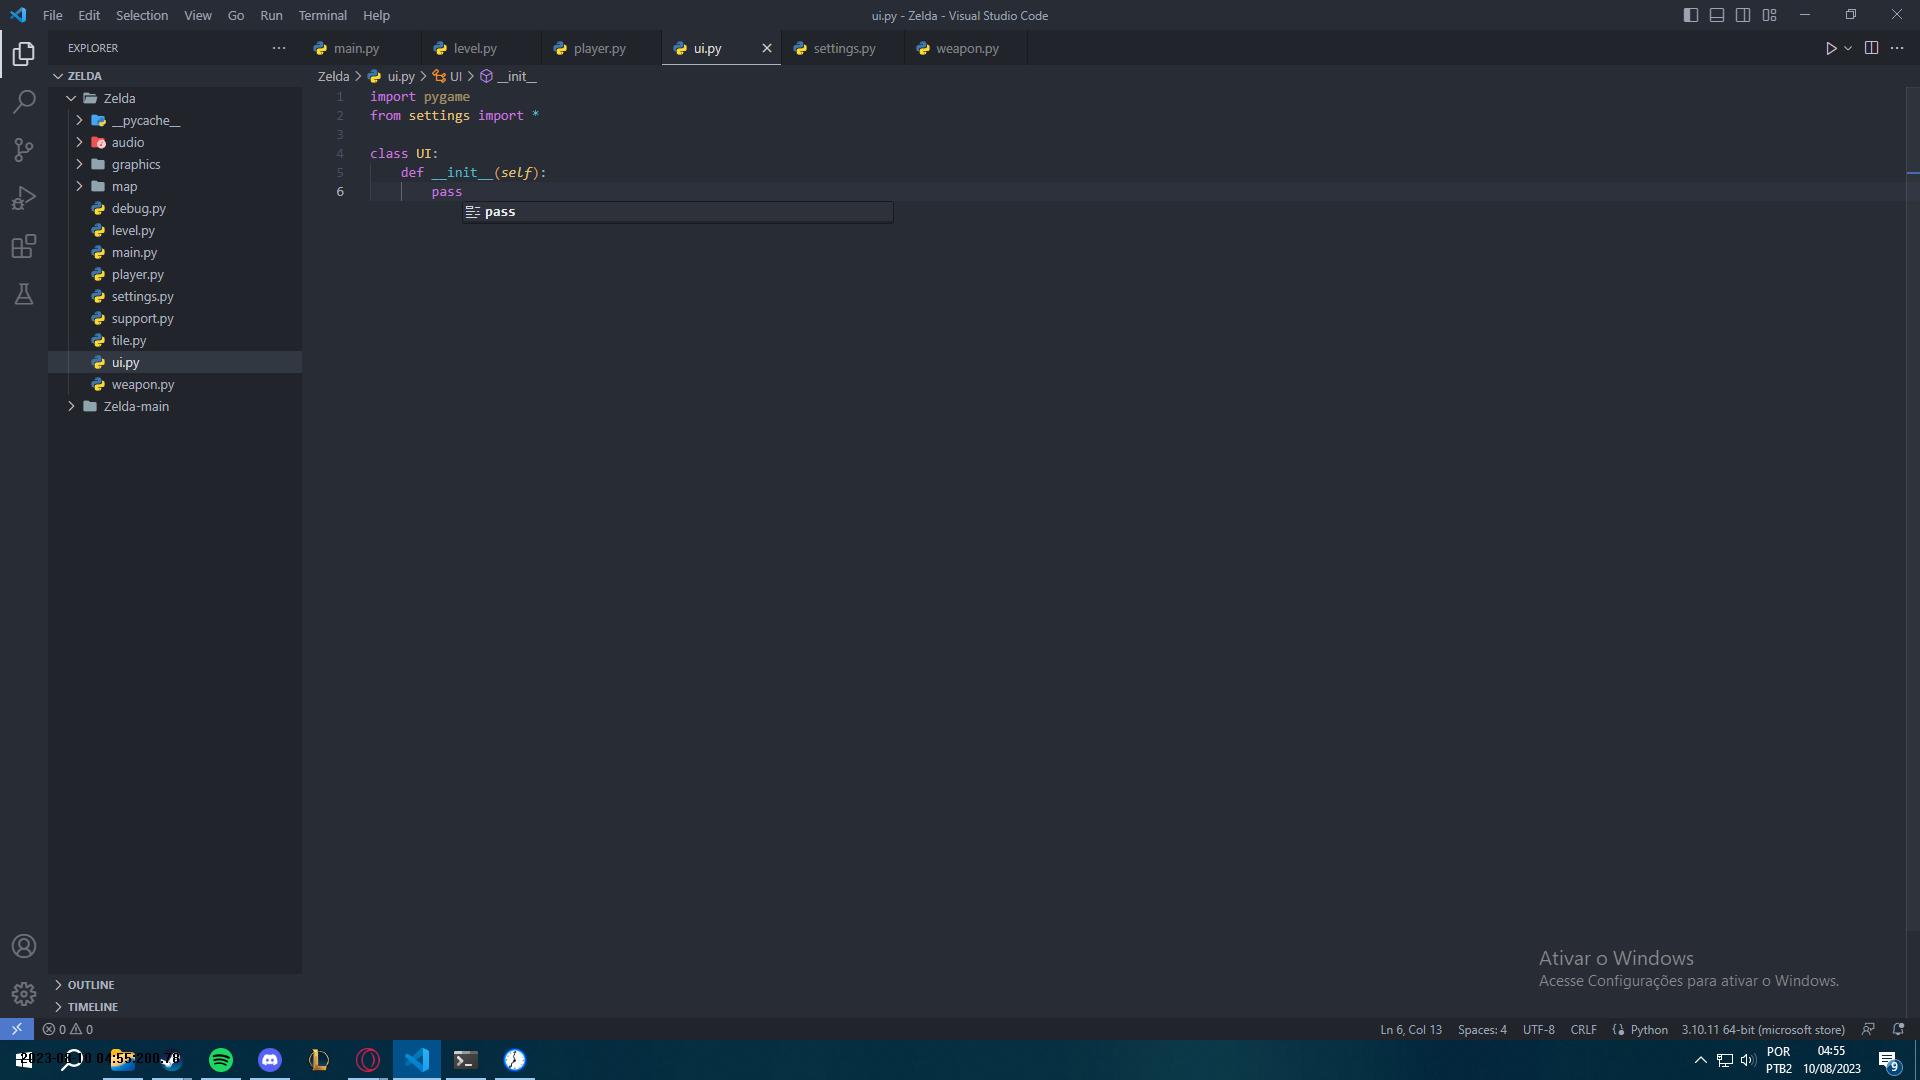 File Edit Selection View Go Run Terminal Help
ui.py - Zelda - Visual Studio Code
EXPLORER
main.py level.py player.py ui.py settings.py weapon.py
ZELDA
Zelda > ui.py > UI > __init__
Zelda
__pycache__
audio
graphics
map
debug.py
level.py
main.py
player.py
settings.py
support.py
tile.py
ui.py
weapon.py
Zelda-main
1 import pygame
2 from settings import *
3
4 class UI:
5 def __init__(self):
6 pass
pass
Ativar o Windows
Acesse Configurações para ativar o Windows.
OUTLINE
TIMELINE
0 0
Ln 6, Col 13 Spaces: 4 UTF-8 CRLF Python 3.10.11 64-bit (microsoft store)
POR
PTB2
04:55
10/08/2023
9